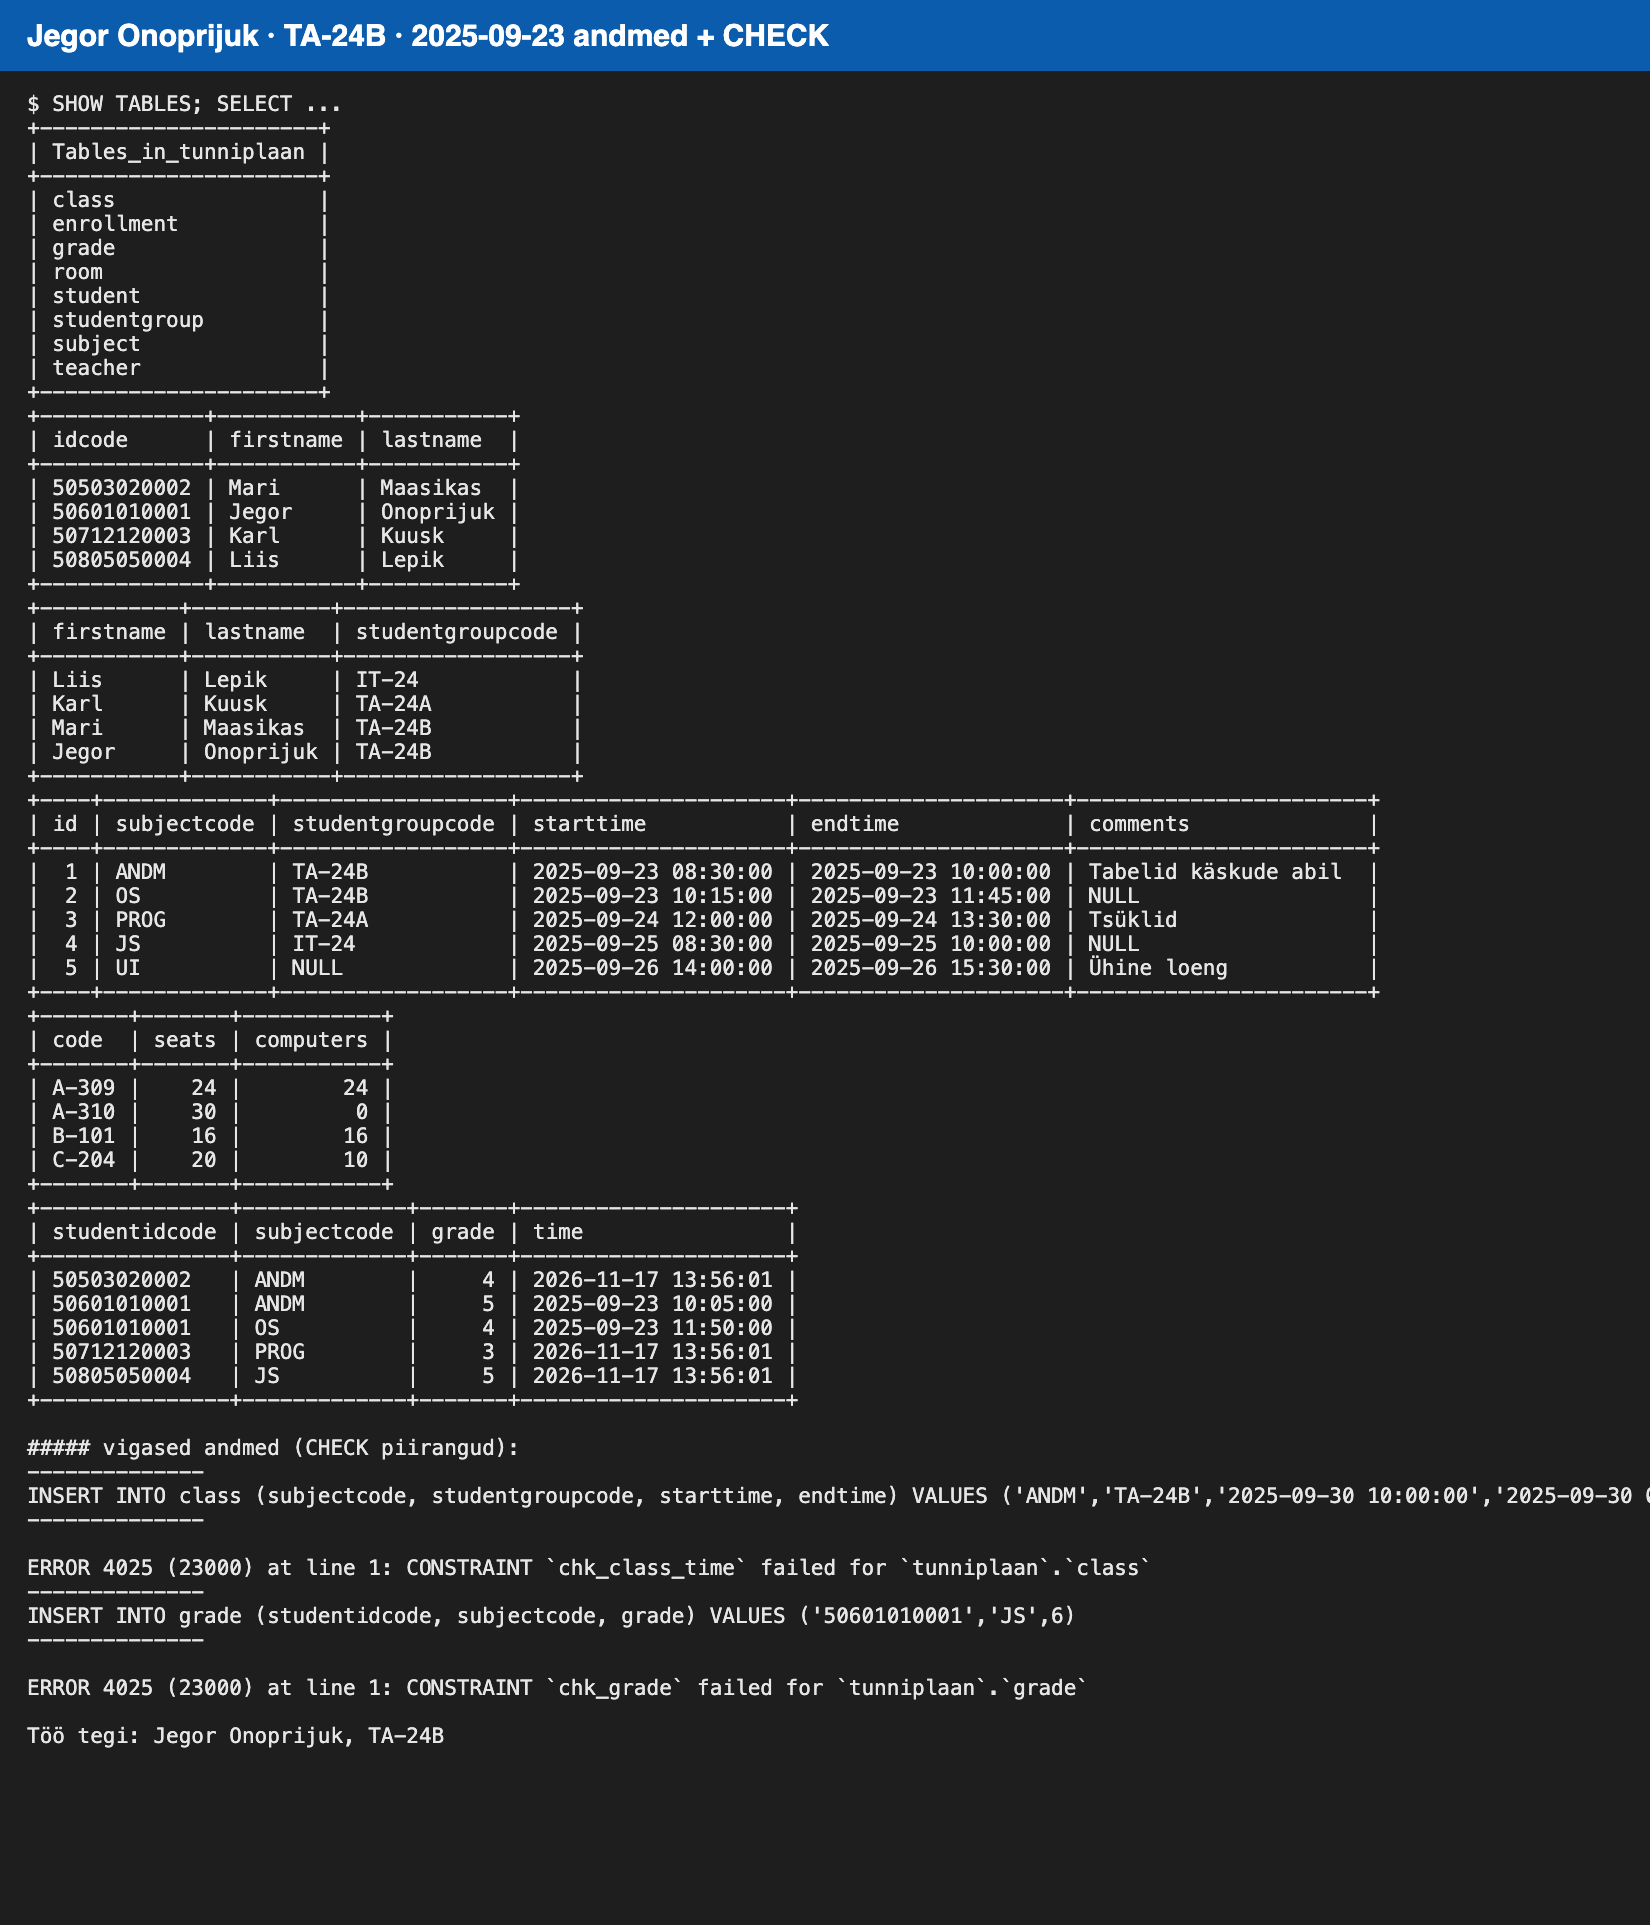 Jegor Onoprijuk · TA-24B · 2025-09-23 andmed + CHECK
$ SHOW TABLES; SELECT ...
+----------------------+
| Tables_in_tunniplaan |
+----------------------+
| class                |
| enrollment           |
| grade                |
| room                 |
| student              |
| studentgroup         |
| subject              |
| teacher              |
+----------------------+
+-------------+-----------+-----------+
| idcode      | firstname | lastname  |
+-------------+-----------+-----------+
| 50503020002 | Mari      | Maasikas  |
| 50601010001 | Jegor     | Onoprijuk |
| 50712120003 | Karl      | Kuusk     |
| 50805050004 | Liis      | Lepik     |
+-------------+-----------+-----------+
+-----------+-----------+------------------+
| firstname | lastname  | studentgroupcode |
+-----------+-----------+------------------+
| Liis      | Lepik     | IT-24            |
| Karl      | Kuusk     | TA-24A           |
| Mari      | Maasikas  | TA-24B           |
| Jegor     | Onoprijuk | TA-24B           |
+-----------+-----------+------------------+
+----+-------------+------------------+---------------------+---------------------+-----------------------+
| id | subjectcode | studentgroupcode | starttime           | endtime             | comments              |
+----+-------------+------------------+---------------------+---------------------+-----------------------+
|  1 | ANDM        | TA-24B           | 2025-09-23 08:30:00 | 2025-09-23 10:00:00 | Tabelid käskude abil  |
|  2 | OS          | TA-24B           | 2025-09-23 10:15:00 | 2025-09-23 11:45:00 | NULL                  |
|  3 | PROG        | TA-24A           | 2025-09-24 12:00:00 | 2025-09-24 13:30:00 | Tsüklid               |
|  4 | JS          | IT-24            | 2025-09-25 08:30:00 | 2025-09-25 10:00:00 | NULL                  |
|  5 | UI          | NULL             | 2025-09-26 14:00:00 | 2025-09-26 15:30:00 | Ühine loeng           |
+----+-------------+------------------+---------------------+---------------------+-----------------------+
+-------+-------+-----------+
| code  | seats | computers |
+-------+-------+-----------+
| A-309 |    24 |        24 |
| A-310 |    30 |         0 |
| B-101 |    16 |        16 |
| C-204 |    20 |        10 |
+-------+-------+-----------+
+---------------+-------------+-------+---------------------+
| studentidcode | subjectcode | grade | time                |
+---------------+-------------+-------+---------------------+
| 50503020002   | ANDM        |     4 | 2026-11-17 13:56:01 |
| 50601010001   | ANDM        |     5 | 2025-09-23 10:05:00 |
| 50601010001   | OS          |     4 | 2025-09-23 11:50:00 |
| 50712120003   | PROG        |     3 | 2026-11-17 13:56:01 |
| 50805050004   | JS          |     5 | 2026-11-17 13:56:01 |
+---------------+-------------+-------+---------------------+
##### vigased andmed (CHECK piirangud):
--------------
INSERT INTO class (subjectcode, studentgroupcode, starttime, endtime) VALUES ('ANDM','TA-24B','2025-09-30 10:00:00','2025-09-30
--------------
ERROR 4025 (23000) at line 1: CONSTRAINT `chk_class_time` failed for `tunniplaan`.`class`
--------------
INSERT INTO grade (studentidcode, subjectcode, grade) VALUES ('50601010001','JS',6)
--------------
ERROR 4025 (23000) at line 1: CONSTRAINT `chk_grade` failed for `tunniplaan`.`grade`
Töö tegi: Jegor Onoprijuk, TA-24B